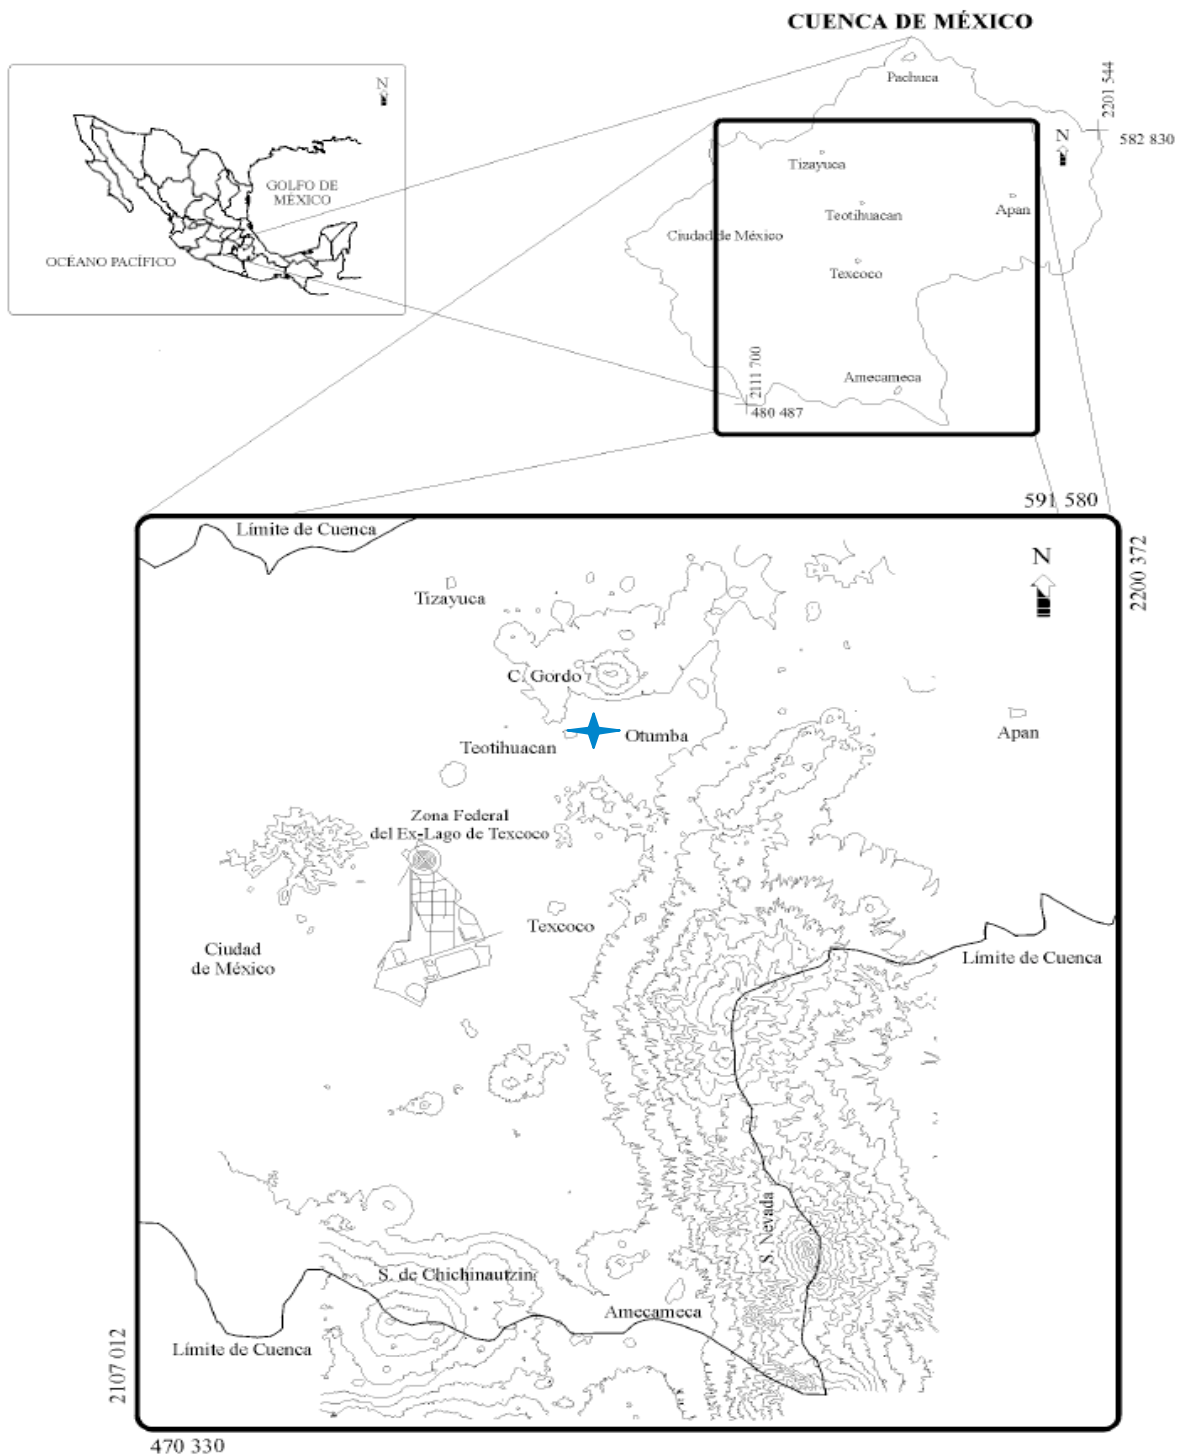 CUENCA DE MÉXICO
N
Pachuca
2201 544
582 830
N
Tizayuca
GOLFO DE
MÉXICO
Teotihuacan
Apan
Ciudad de México
OCÉANO PACÍFICO
Texcoco
2111 700
Amecameca
480 487
591 580
Límite de Cuenca
N
2200 372
Tizayuca
C. Gordo
Otumba
Apan
Teotihuacan
Zona Federal
del Ex-Lago de Texcoco
Texcoco
Ciudad
de México
Límite de Cuenca
S. Nevada
S. de Chichinautzin
Amecameca
Límite de Cuenca
2107 012
470 330